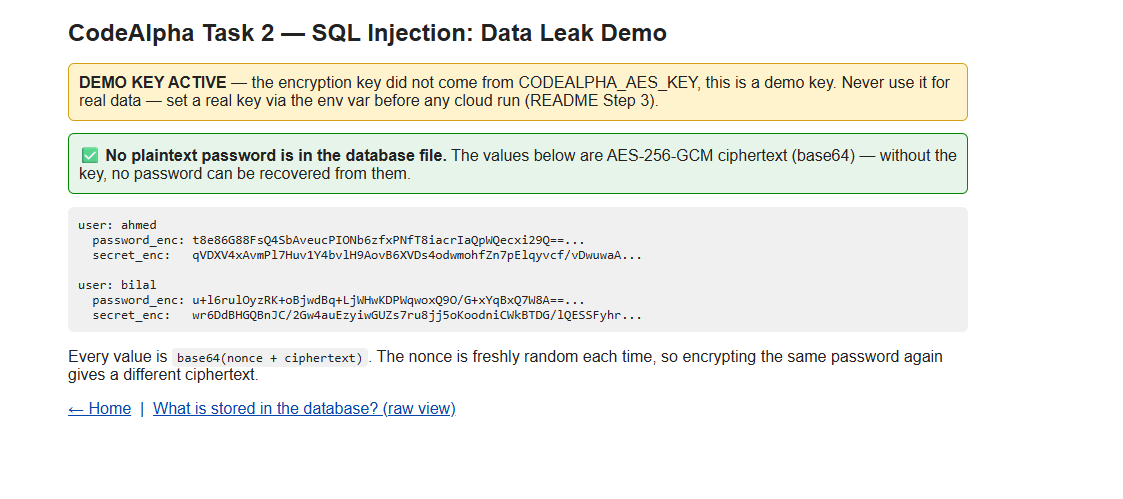 CodeAlpha Task 2 — SQL Injection: Data Leak Demo
DEMO KEY ACTIVE — the encryption key did not come from CODEALPHA_AES_KEY, this is a demo key. Never use it for
real data — set a real key via the env var before any cloud run (README Step 3).
✅ No plaintext password is in the database file. The values below are AES-256-GCM ciphertext (base64) — without the
key, no password can be recovered from them.
user: ahmed
password_enc: t8e86G88FsQ4SbAveucPIONb6zfxPNfT8iacrIaQpWQecxi29Q==...
secret_enc: qVDXV4xAvmPl7Huv1Y4bvlH9AovB6XVDs4odwmohfZn7pElqyvcf/vDwuwaA...
user: bilal
password_enc: u+l6rulOyzRK+oBjwdBq+LjWHwKDPWqwoxQ9O/G+xYqBxQ7W8A==...
secret_enc: wr6DdBHGQBnJC/2Gw4auEzyiwGUZs7ru8jj5oKoodniCWkBTDG/lQESSFyhr...
Every value is base64(nonce + ciphertext) . The nonce is freshly random each time, so encrypting the same password again
gives a different ciphertext.
← Home | What is stored in the database? (raw view)